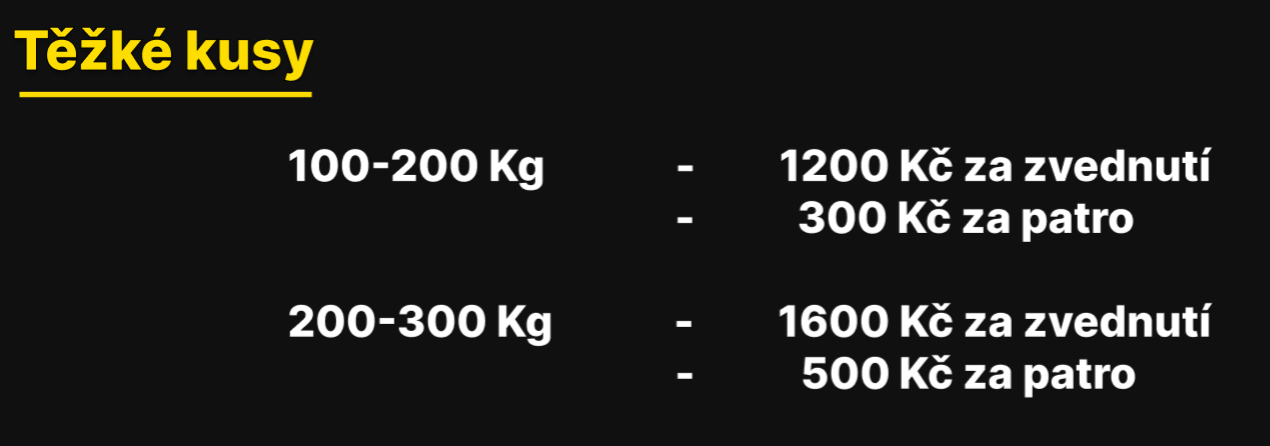 Těžké kusy
100-200 Kg - 1200 Kč za zvednutí
- 300 Kč za patro
200-300 Kg - 1600 Kč za zvednutí
- 500 Kč za patro